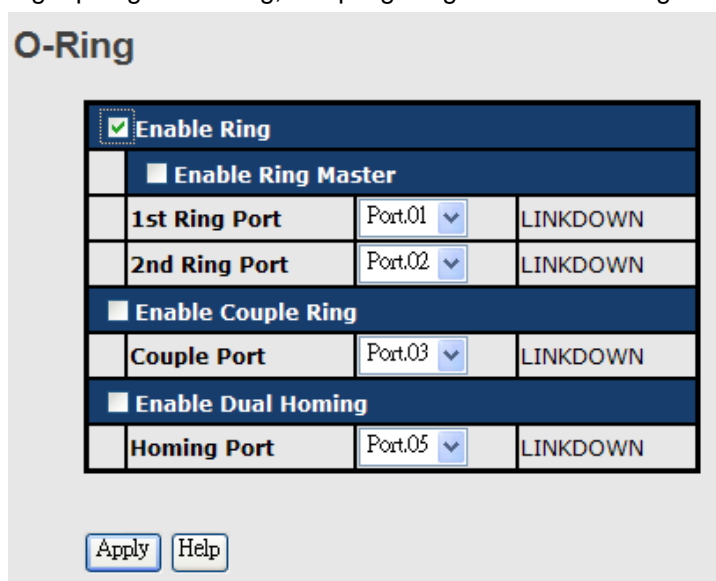 O-Ring
Enable Ring
Enable Ring Master
1st Ring Port Port.01 LINKDOWN
2nd Ring Port Port.02 LINKDOWN
Enable Couple Ring
Couple Port Port.03 LINKDOWN
Enable Dual Homing
Homing Port Port.05 LINKDOWN
Apply Help